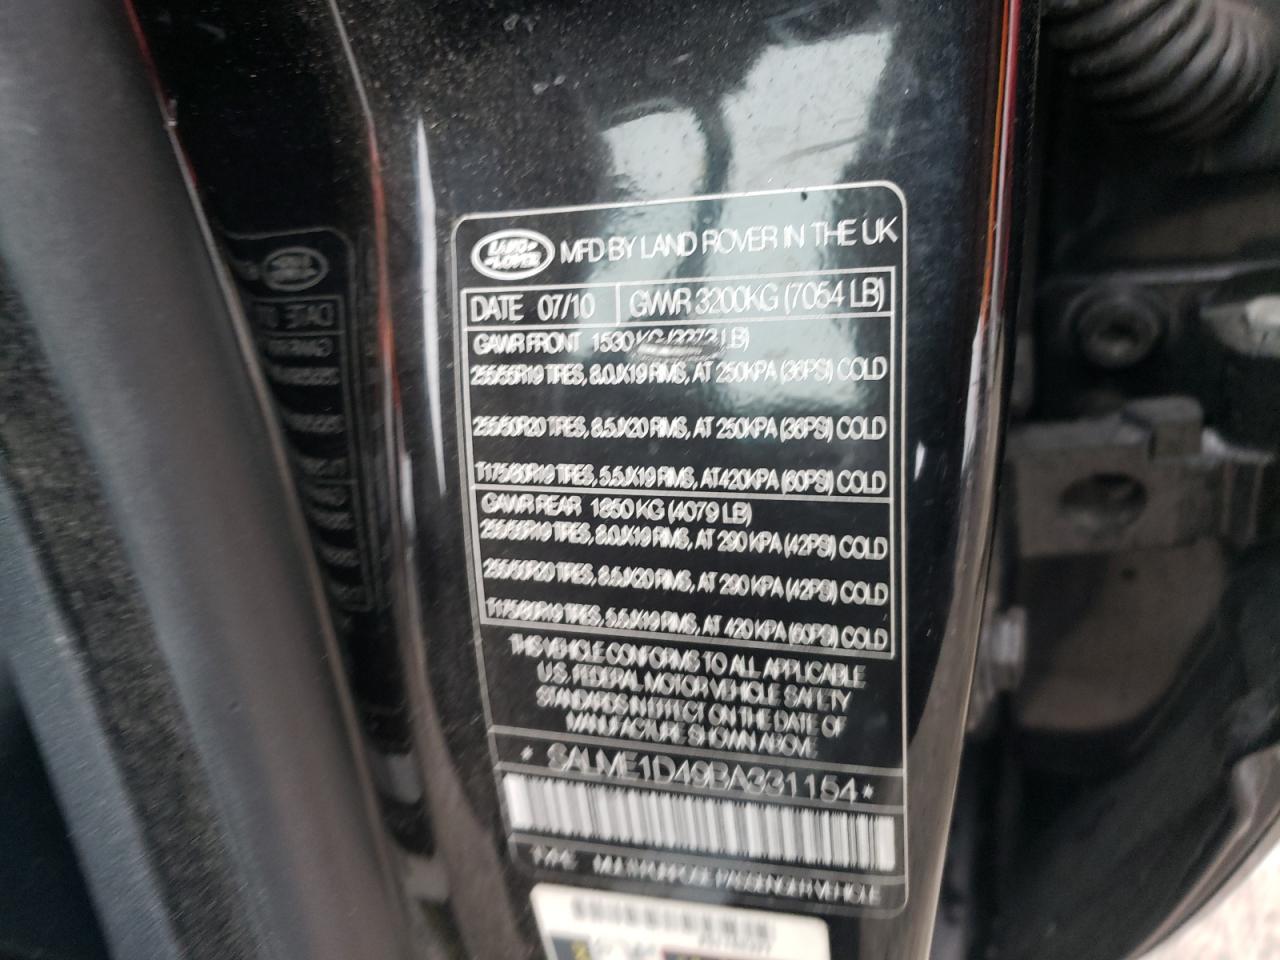 LAND ROVER MFD BY LAND ROVER IN THE UK
DATE 07/10 GVWR 3200KG (7054 LB)
GAWR FRONT 1530 KG LB)
255/55R19 TIRES, 8.0JX19 RIMS, AT 250KPA (36PSI) COLD
255/50R20 TIRES, 8.5JX20 RIMS, AT 250KPA (36PSI) COLD
T175/80R19 TIRES, 5.5JX19 RIMS, AT 420KPA (60PSI) COLD
GAWR REAR 1850 KG (4079 LB)
255/55R19 TIRES, 8.0JX19 RIMS, AT 290 KPA (42PSI) COLD
255/50R20 TIRES, 8.5JX20 RIMS, AT 290 KPA (42PSI) COLD
T175/80R19 TIRES, 5.5JX19 RIMS, AT 420 KPA (60PSI) COLD
THIS VEHICLE CONFORMS TO ALL APPLICABLE
U.S. FEDERAL MOTOR VEHICLE SAFETY
STANDARDS IN EFFECT ON THE DATE OF
MANUFACTURE SHOWN ABOVE
* SALME1D49BA331154 *
TYPE: MULTIPURPOSE PASSENGER VEHICLE